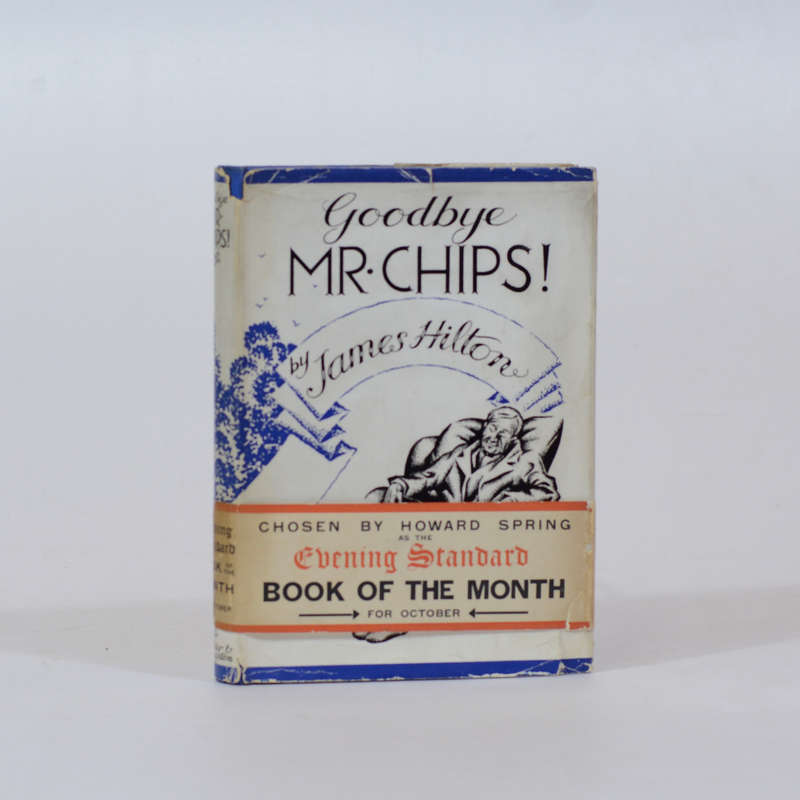 Goodbye
MR·CHIPS!
by James Hilton
CHOSEN BY HOWARD SPRING
AS THE
Evening Standard
BOOK OF THE MONTH
FOR OCTOBER